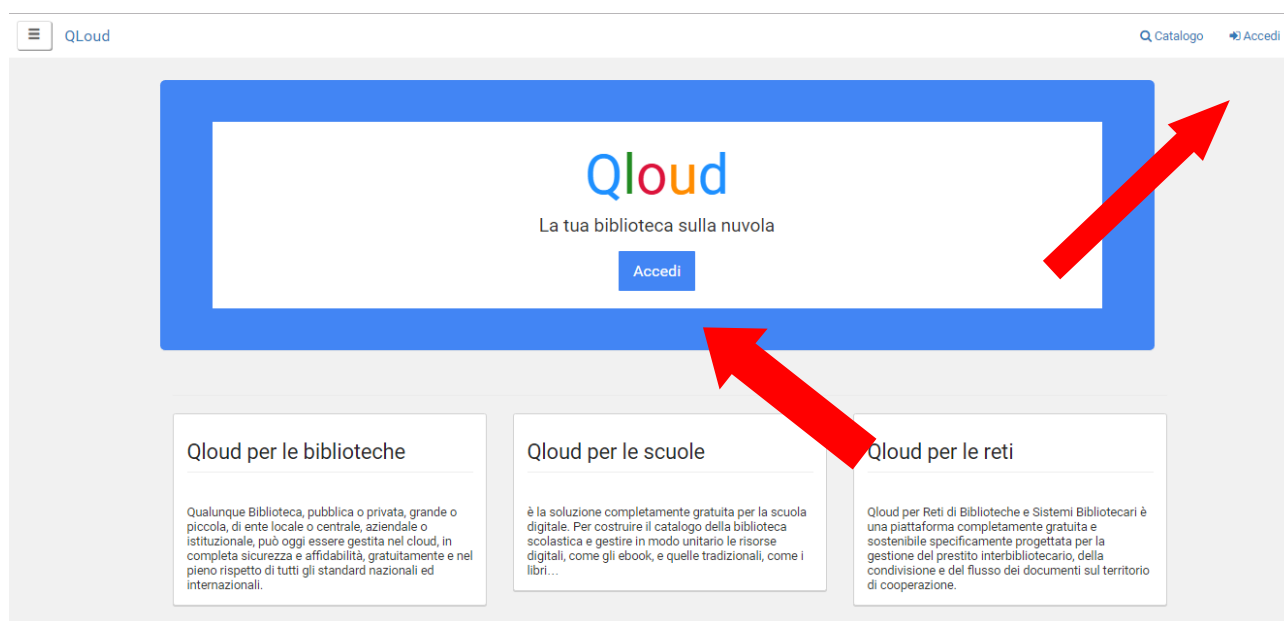 QLoud
Catalogo
Accedi
Qloud
La tua biblioteca sulla nuvola
Accedi
Qloud per le biblioteche
Qualunque Biblioteca, pubblica o privata, grande o
piccola, di ente locale o centrale, aziendale o
istituzionale, può oggi essere gestita nel cloud, in
completa sicurezza e affidabilità, gratuitamente e nel
pieno rispetto di tutti gli standard nazionali ed
internazionali.
Qloud per le scuole
è la soluzione completamente gratuita per la scuola
digitale. Per costruire il catalogo della biblioteca
scolastica e gestire in modo unitario le risorse
digitali, come gli ebook, e quelle tradizionali, come i
libri...
Qloud per le reti
Qloud per Reti di Biblioteche e Sistemi Bibliotecari è
una piattaforma completamente gratuita e
sostenibile specificamente progettata per la
gestione del prestito interbibliotecario, della
condivisione e del flusso dei documenti sul territorio
di cooperazione.